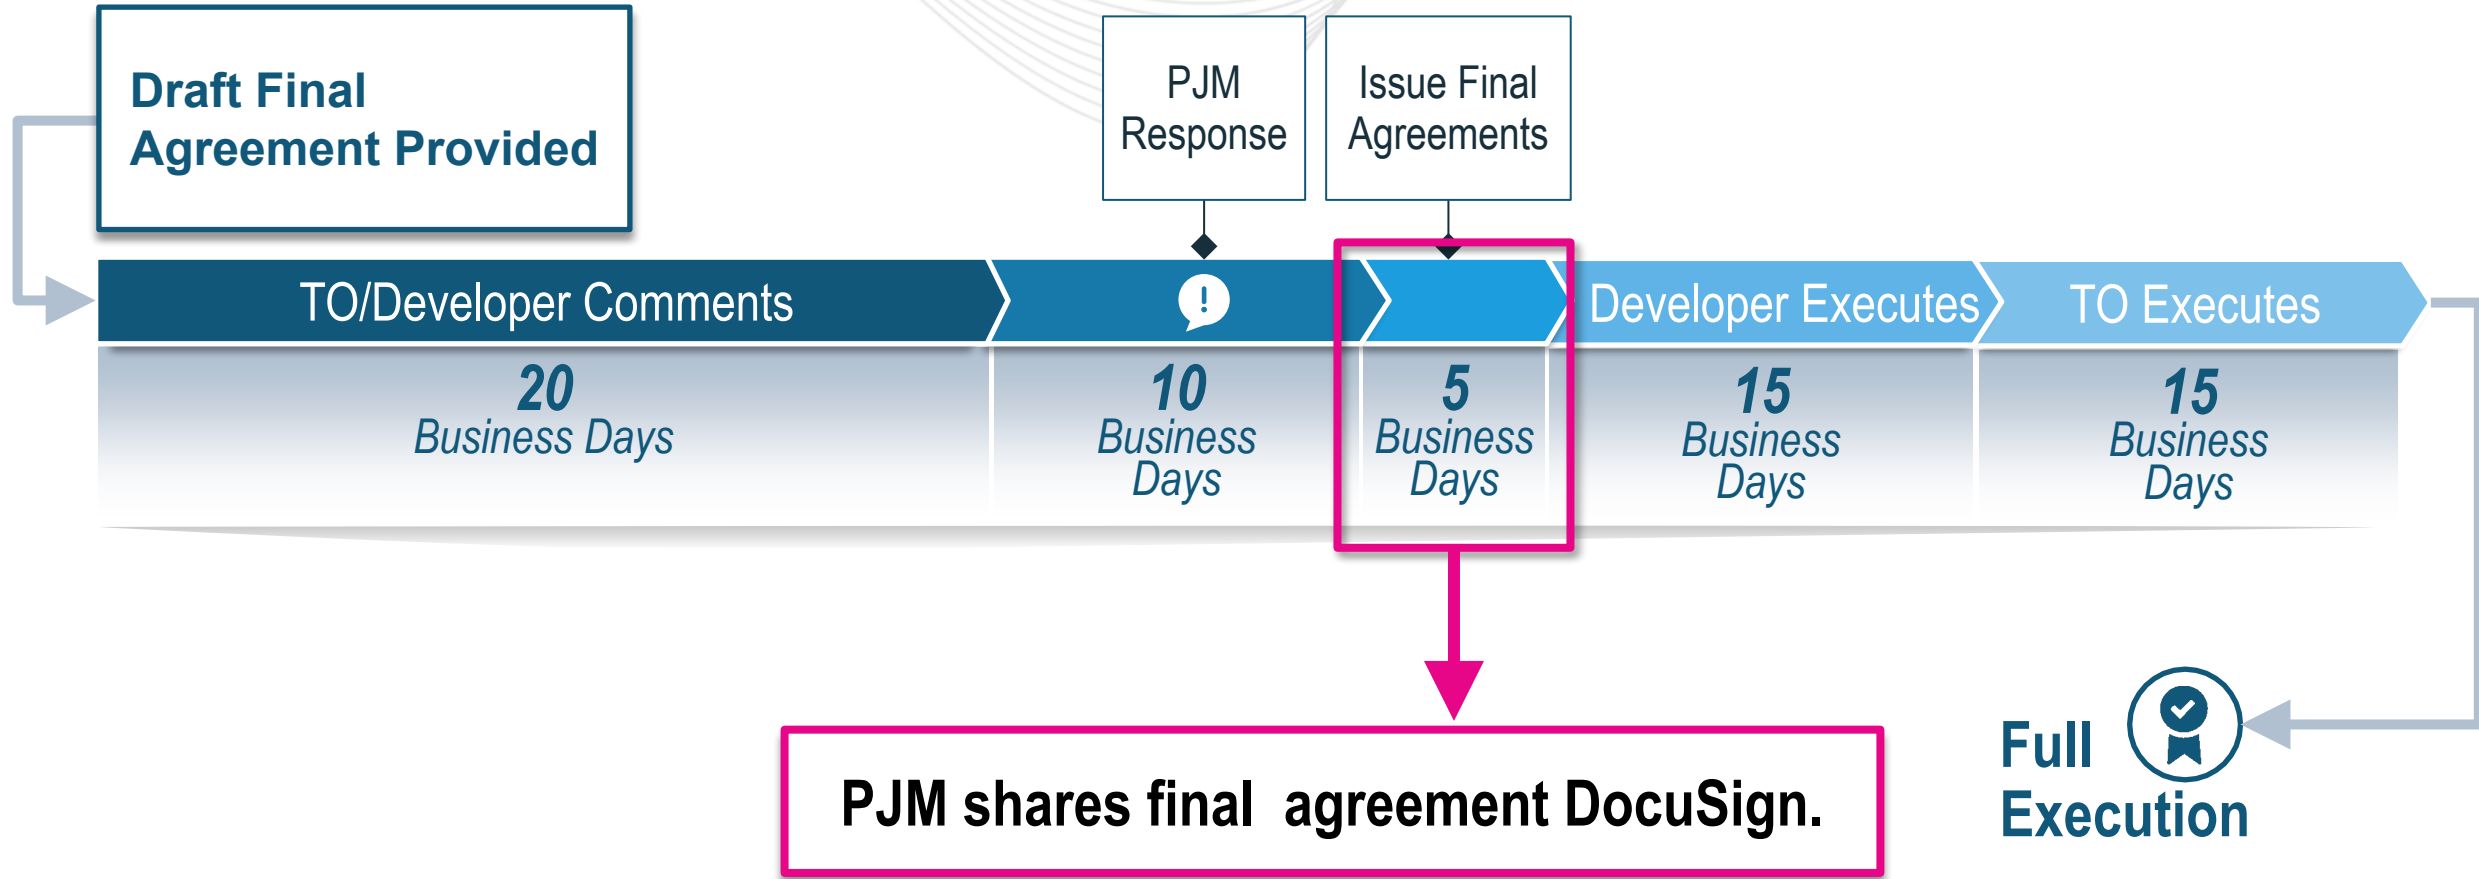 Draft Final
Agreement Provided
PJM
Response
Issue Final
Agreements
TO/Developer Comments
!
Developer Executes
TO Executes
20
Business Days
10
Business
Days
5
Business
Days
15
Business
Days
15
Business
Days
PJM shares final  agreement DocuSign.
Full
Execution